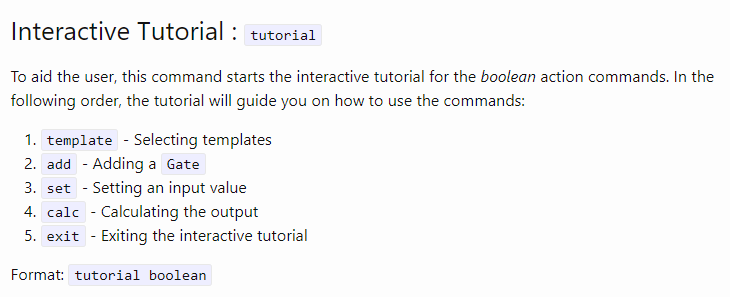 Interactive Tutorial : tutorial
To aid the user, this command starts the interactive tutorial for the boolean action commands. In the
following order, the tutorial will guide you on how to use the commands:
1. template - Selecting templates
2. add - Adding a Gate
3. set - Setting an input value
4. calc - Calculating the output
5. exit - Exiting the interactive tutorial
Format: tutorial boolean